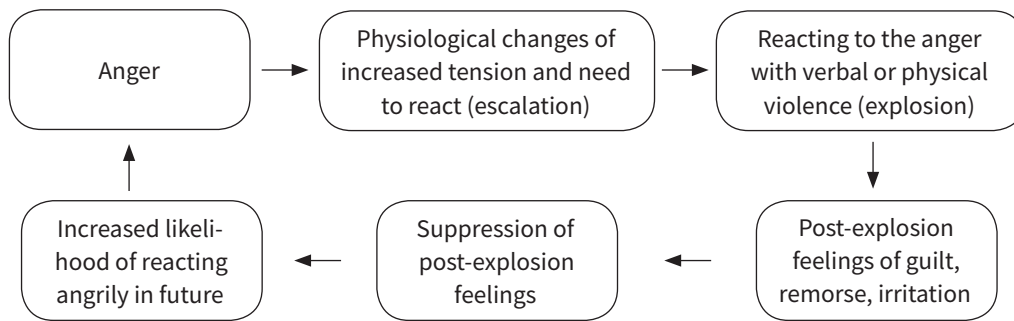 Anger
Physiological changes of
increased tension and need
to react (escalation)
Reacting to the anger
with verbal or physical
violence (explosion)
Post-explosion
feelings of guilt,
remorse, irritation
Suppression of
post-explosion
feelings
Increased likeli-
hood of reacting
angrily in future